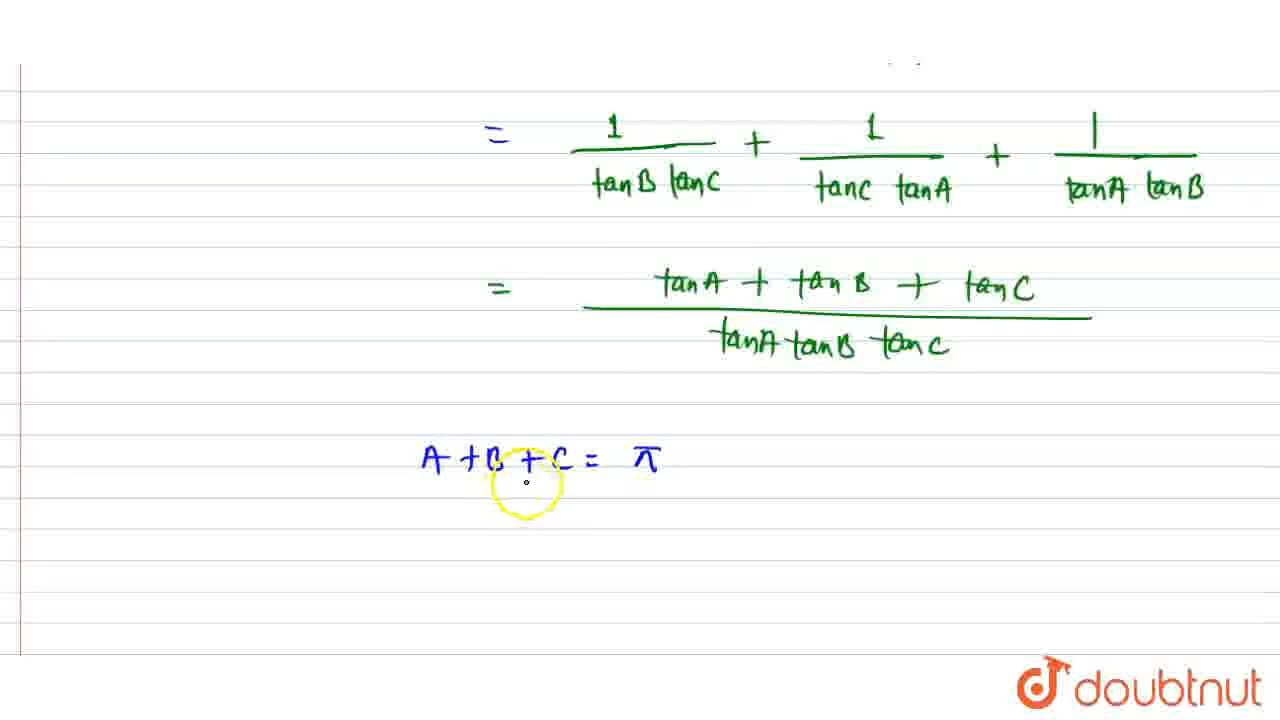 = 1/(tanB tanC) + 1/(tanC tanA) + 1/(tanA tanB)
= (tanA + tanB + tanC)/(tanA tanB tanC)
A + B + C = π
doubtnut